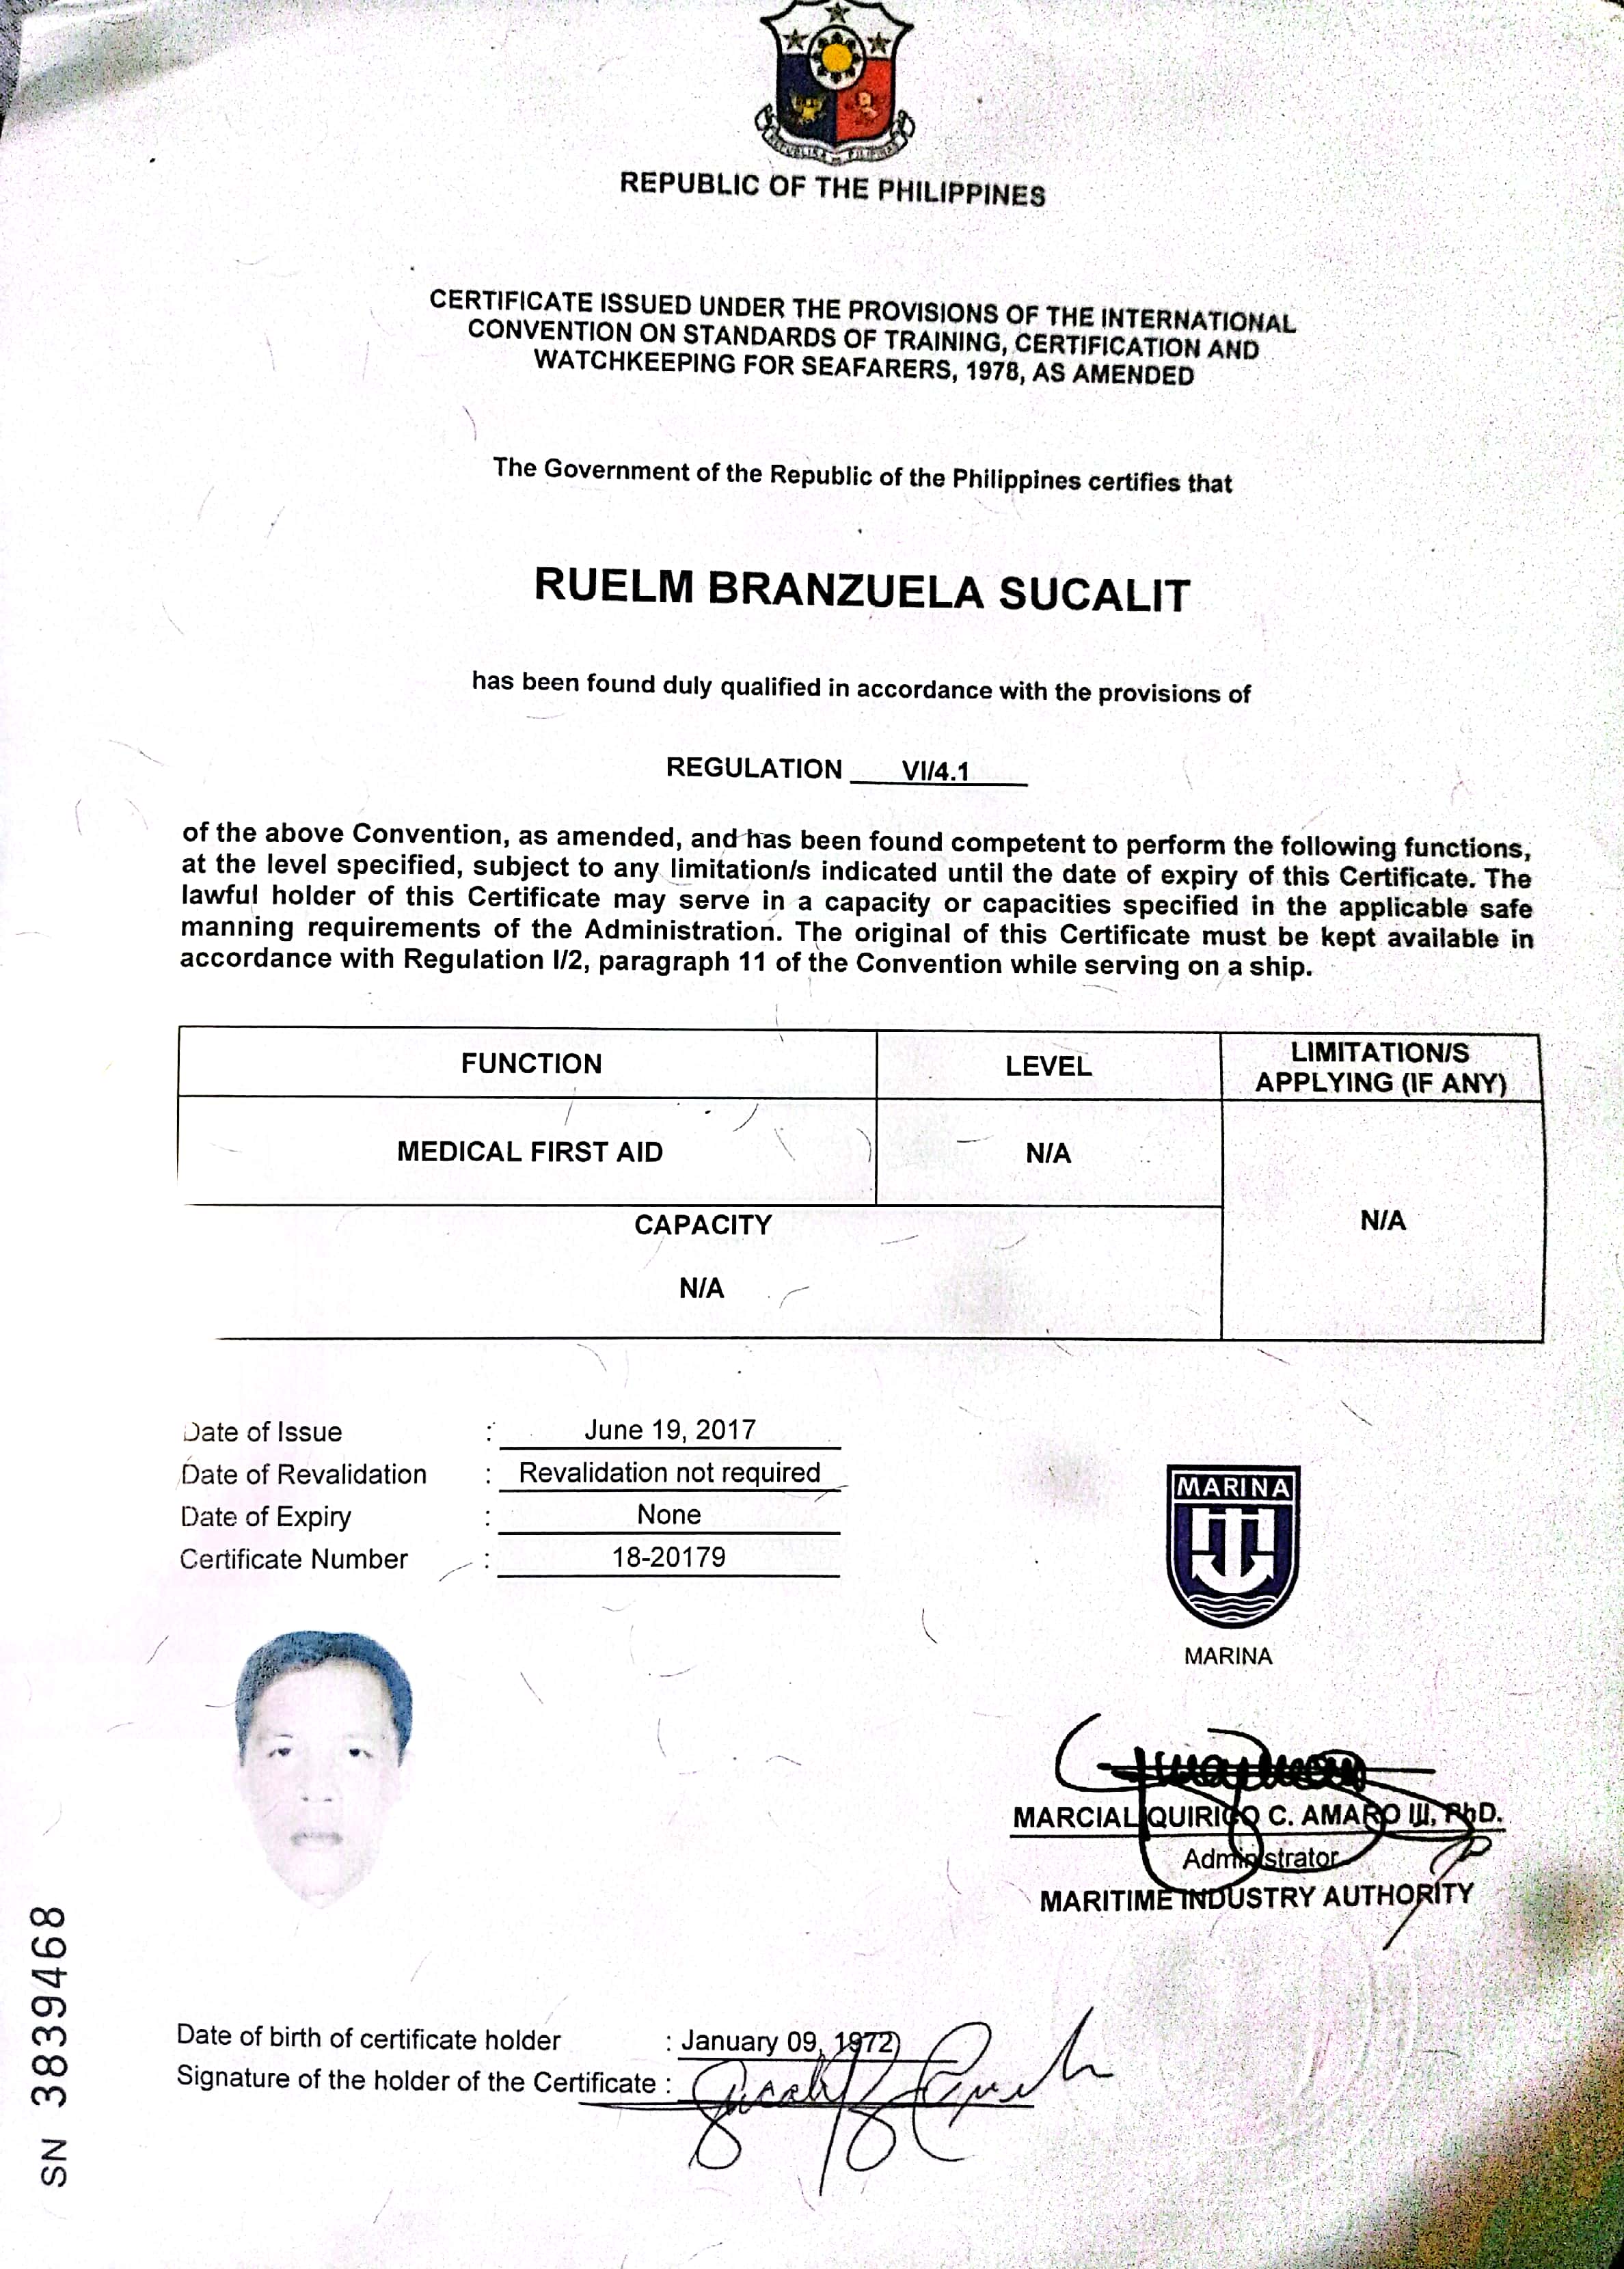 REPUBLIKA NG PILIPINAS
REPUBLIC OF THE PHILIPPINES
CERTIFICATE ISSUED UNDER THE PROVISIONS OF THE INTERNATIONAL
CONVENTION ON STANDARDS OF TRAINING, CERTIFICATION AND
WATCHKEEPING FOR SEAFARERS, 1978, AS AMENDED
The Government of the Republic of the Philippines certifies that
RUELM BRANZUELA SUCALIT
has been found duly qualified in accordance with the provisions of
REGULATION VI/4.1
of the above Convention, as amended, and has been found competent to perform the following functions,
at the level specified, subject to any limitation/s indicated until the date of expiry of this Certificate. The
lawful holder of this Certificate may serve in a capacity or capacities specified in the applicable safe
manning requirements of the Administration. The original of this Certificate must be kept available in
accordance with Regulation I/2, paragraph 11 of the Convention while serving on a ship.
FUNCTION LEVEL LIMITATION/S
APPLYING (IF ANY)
MEDICAL FIRST AID N/A
N/A
CAPACITY
N/A
Date of Issue : June 19, 2017
Date of Revalidation : Revalidation not required
Date of Expiry : None
Certificate Number : 18-20179
MARINA
MARINA
MARCIAL QUIRICO C. AMARO III, PhD.
Administrator
MARITIME INDUSTRY AUTHORITY
Date of birth of certificate holder : January 09, 1972
Signature of the holder of the Certificate :
SN 3839468